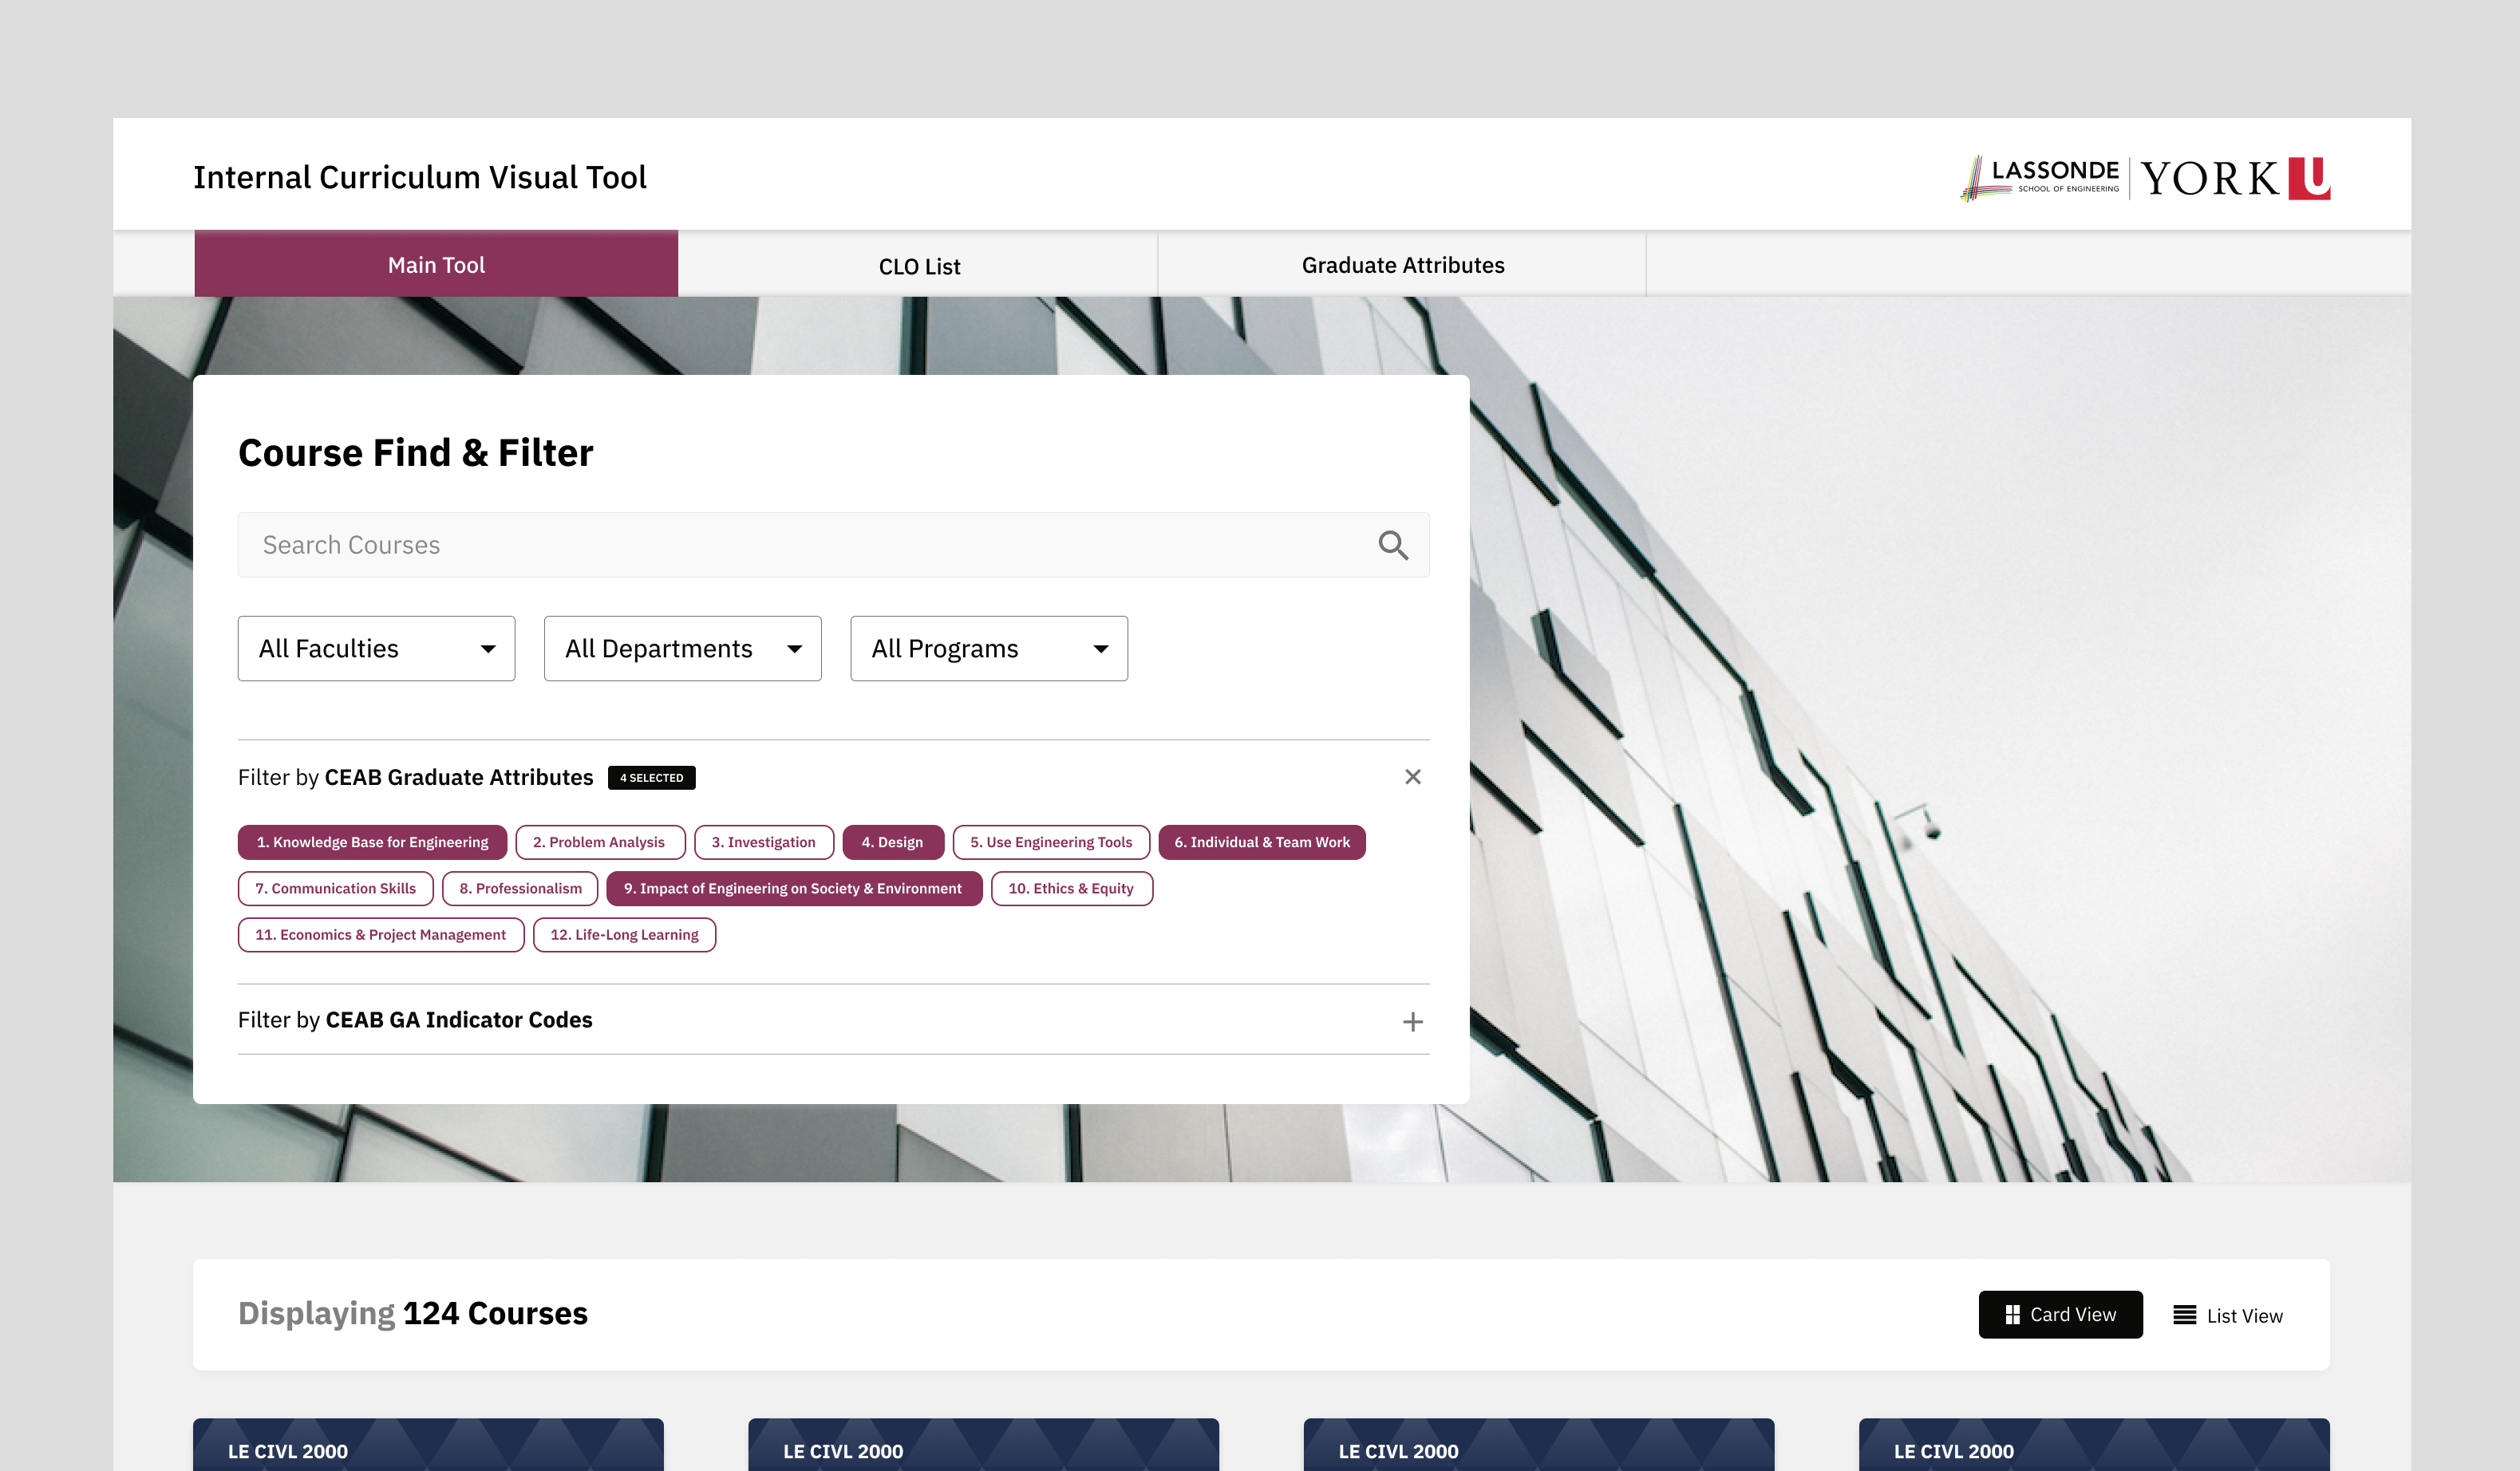 Internal Curriculum Visual Tool
LASSONDE
SCHOOL OF ENGINEERING
YORK U
Main Tool
CLO List
Graduate Attributes
Course Find & Filter
Search Courses
All Faculties
All Departments
All Programs
Filter by CEAB Graduate Attributes
4 SELECTED
1. Knowledge Base for Engineering
2. Problem Analysis
3. Investigation
4. Design
5. Use Engineering Tools
6. Individual & Team Work
7. Communication Skills
8. Professionalism
9. Impact of Engineering on Society & Environment
10. Ethics & Equity
11. Economics & Project Management
12. Life-Long Learning
Filter by CEAB GA Indicator Codes
Displaying 124 Courses
Card View
List View
LE CIVL 2000
LE CIVL 2000
LE CIVL 2000
LE CIVL 2000